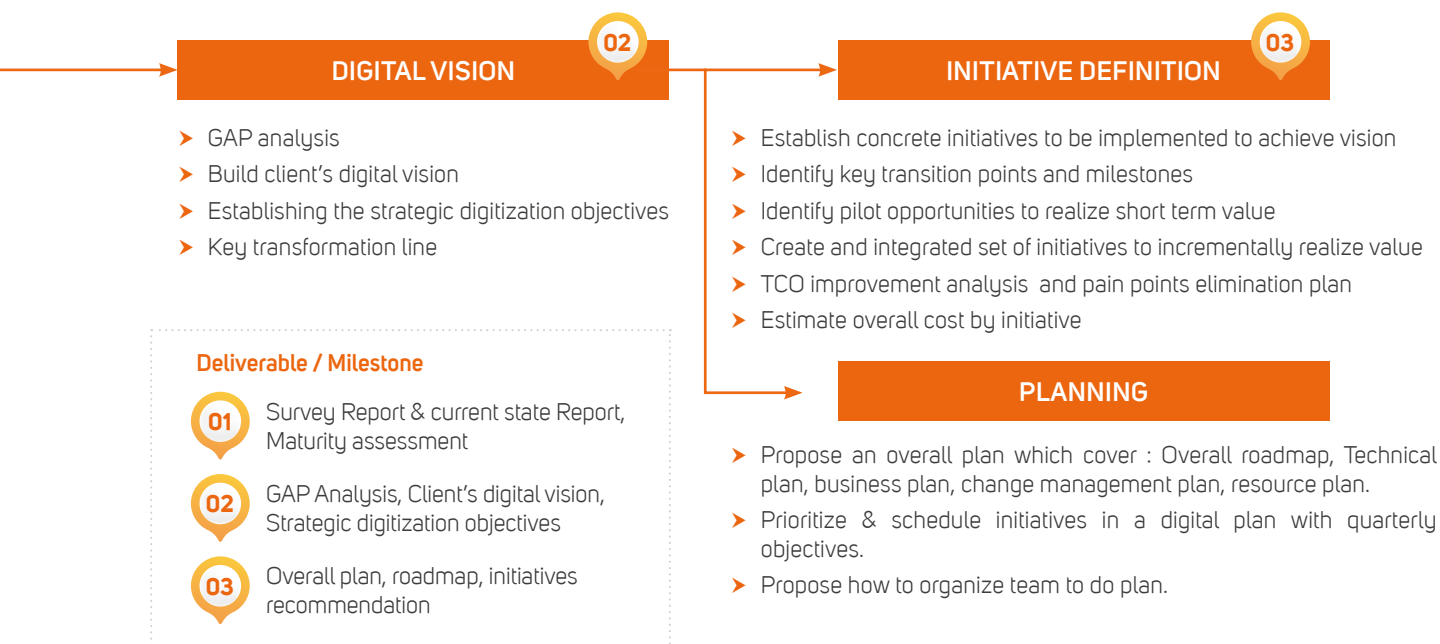 02
DIGITAL VISION
GAP analysis
Build client's digital vision
Establishing the strategic digitization objectives
Key transformation line
Deliverable / Milestone
01
Survey Report & current state Report,
Maturity assessment
02
GAP Analysis, Client's digital vision,
Strategic digitization objectives
03
Overall plan, roadmap, initiatives
recommendation
03
INITIATIVE DEFINITION
Establish concrete initiatives to be implemented to achieve vision
Identify key transition points and milestones
Identify pilot opportunities to realize short term value
Create and integrated set of initiatives to incrementally realize value
TCO improvement analysis and pain points elimination plan
Estimate overall cost by initiative
PLANNING
Propose an overall plan which cover : Overall roadmap, Technical
plan, business plan, change management plan, resource plan.
Prioritize & schedule initiatives in a digital plan with quarterly
objectives.
Propose how to organize team to do plan.